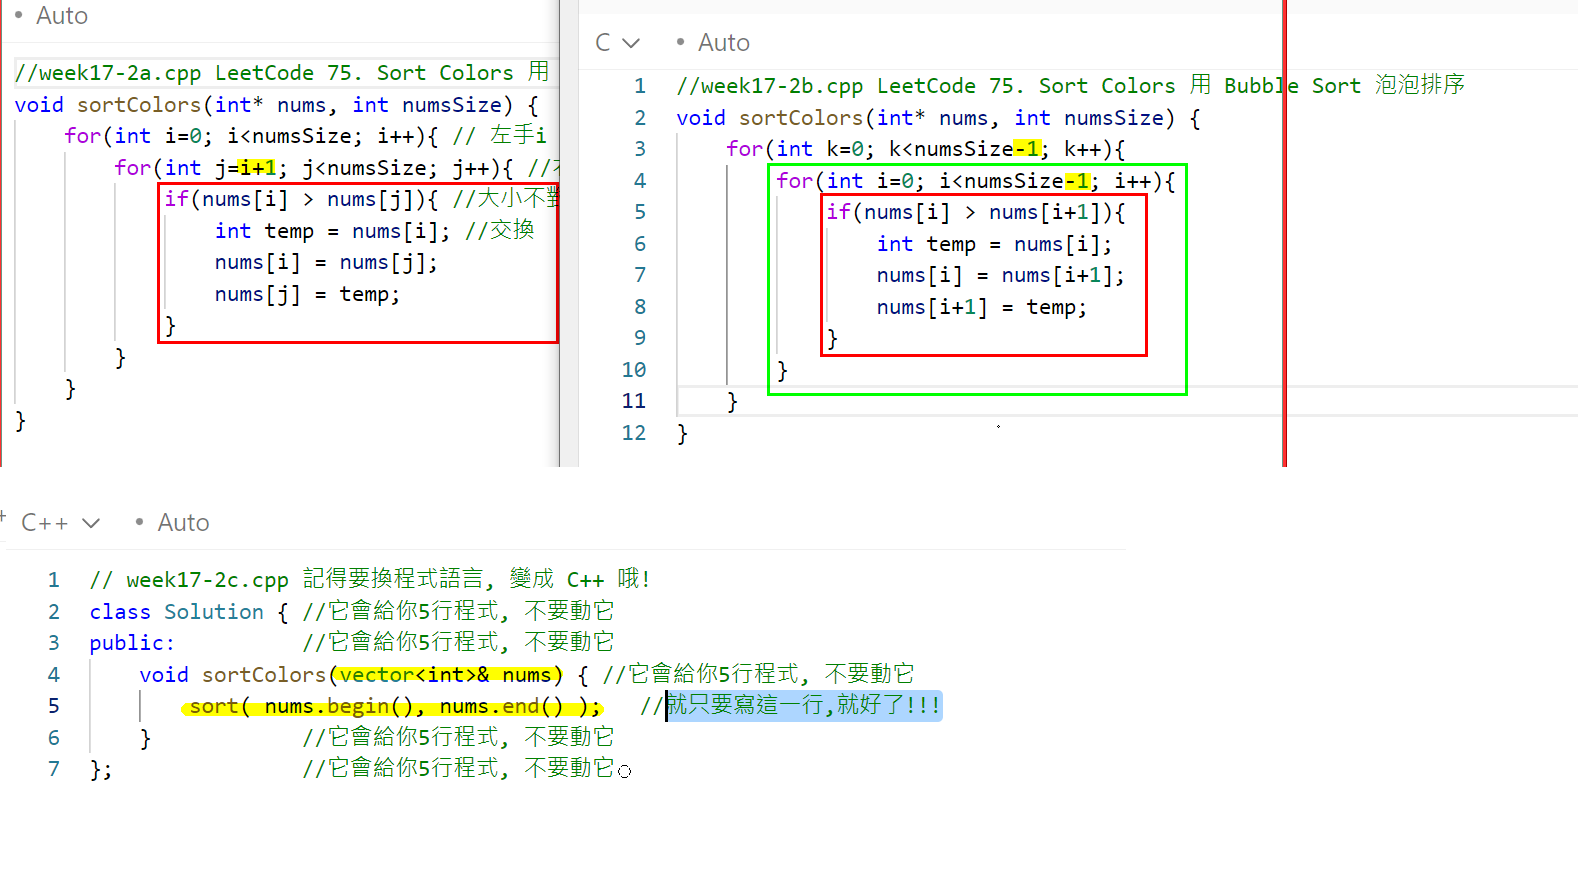 • Auto
//week17-2a.cpp LeetCode 75. Sort Colors 用
void sortColors(int* nums, int numsSize) {
for(int i=0; i<numsSize; i++){ // 左手i
for(int j=i+1; j<numsSize; j++){ //
if(nums[i] > nums[j]){ //大小不對
int temp = nums[i]; //交換
nums[i] = nums[j];
nums[j] = temp;
}
}
}
}
C • Auto
1 //week17-2b.cpp LeetCode 75. Sort Colors 用 Bubble Sort 泡泡排序
2 void sortColors(int* nums, int numsSize) {
3 for(int k=0; k<numsSize-1; k++){
4 for(int i=0; i<numsSize-1; i++){
5 if(nums[i] > nums[i+1]){
6 int temp = nums[i];
7 nums[i] = nums[i+1];
8 nums[i+1] = temp;
9 }
10 }
11 }
12 }
C++ • Auto
1 // week17-2c.cpp 記得要換程式語言, 變成 C++ 哦!
2 class Solution { //它會給你5行程式, 不要動它
3 public: //它會給你5行程式, 不要動它
4 void sortColors(vector<int>& nums) { //它會給你5行程式, 不要動它
5 sort( nums.begin(), nums.end() ); //就只要寫這一行,就好了!!!
6 } //它會給你5行程式, 不要動它
7 }; //它會給你5行程式, 不要動它